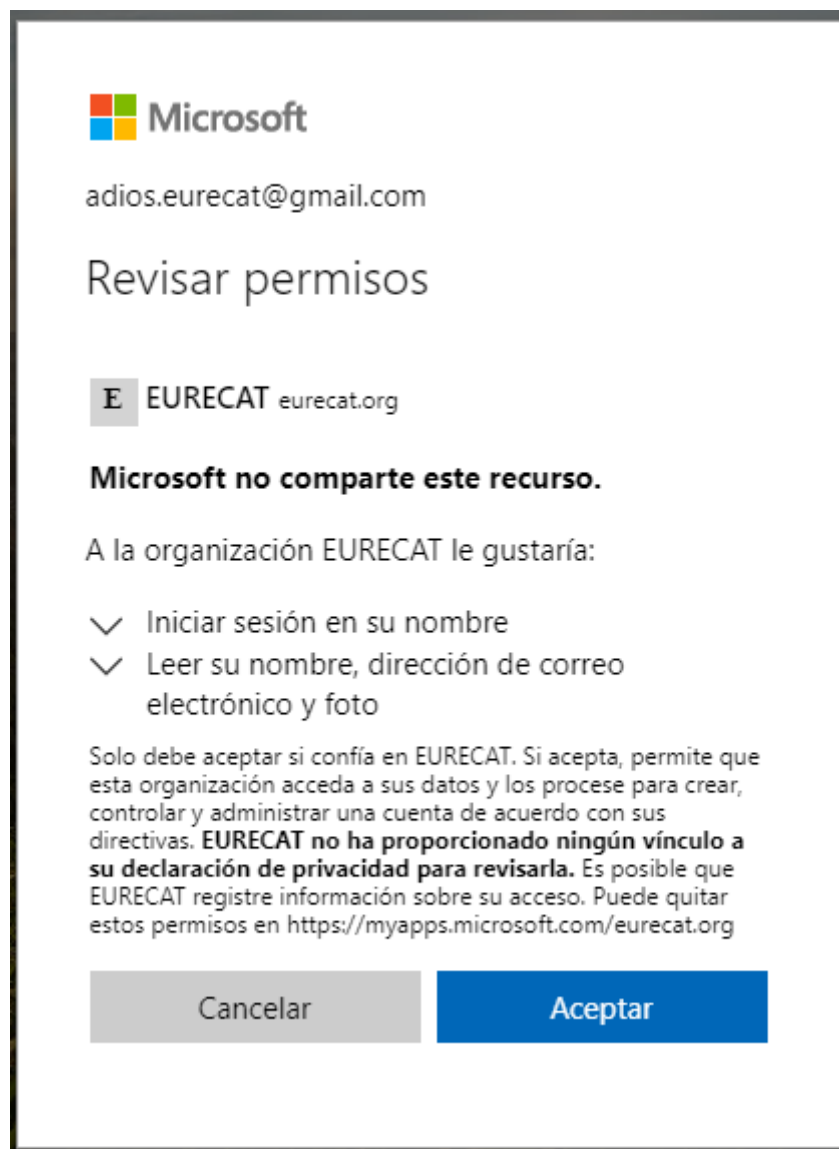 Microsoft
adios.eurecat@gmail.com
Revisar permisos
E EURECAT eurecat.org
Microsoft no comparte este recurso.
A la organización EURECAT le gustaría:
Iniciar sesión en su nombre
Leer su nombre, dirección de correo
electrónico y foto
Solo debe aceptar si confía en EURECAT. Si acepta, permite que
esta organización acceda a sus datos y los procese para crear,
controlar y administrar una cuenta de acuerdo con sus
directivas. EURECAT no ha proporcionado ningún vínculo a
su declaración de privacidad para revisarla. Es posible que
EURECAT registre información sobre su acceso. Puede quitar
estos permisos en https://myapps.microsoft.com/eurecat.org
Cancelar Aceptar